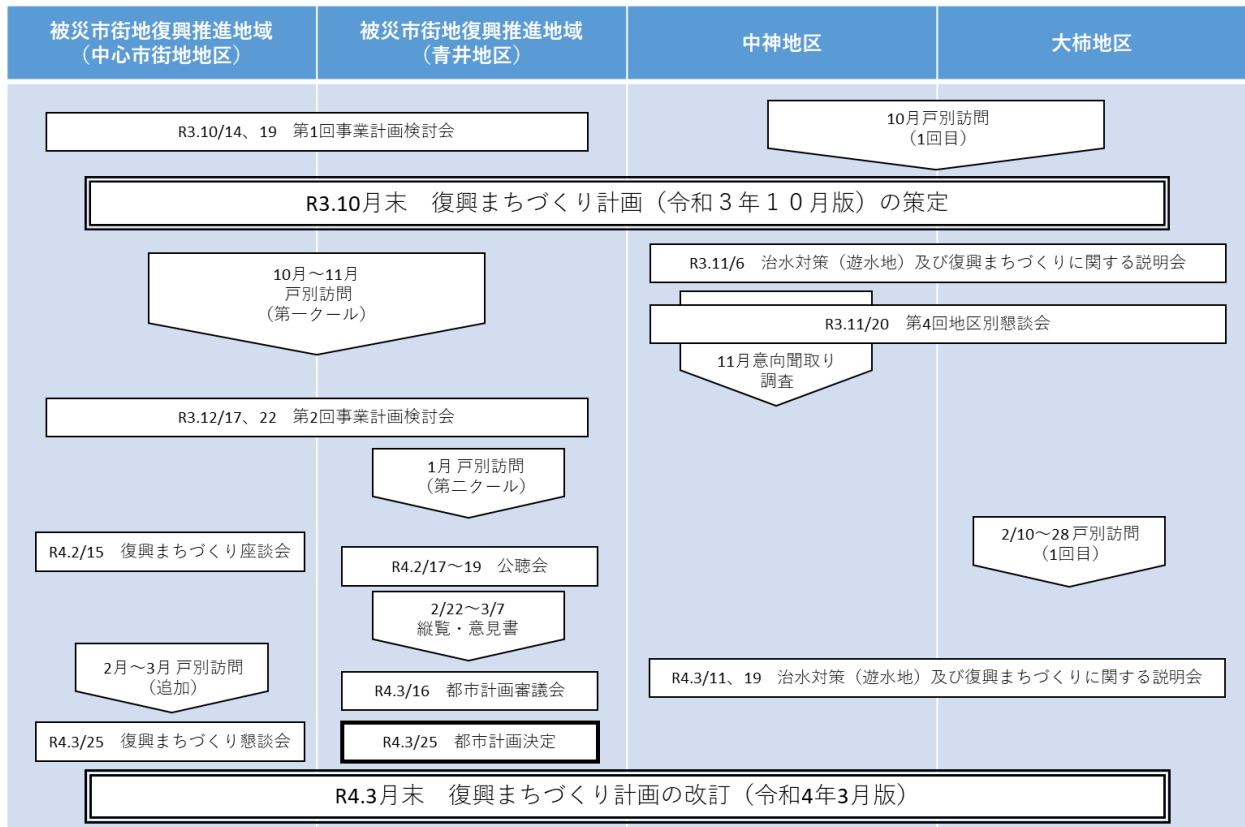 被災市街地復興推進地域
（中心市街地地区）
被災市街地復興推進地域
（青井地区）
中神地区
大柿地区
R3.10/14、19　第1回事業計画検討会
10月戸別訪問
（1回目）
R3.10月末　復興まちづくり計画（令和３年１０月版）の策定
10月～11月
戸別訪問
（第一クール）
R3.11/6　治水対策（遊水地）及び復興まちづくりに関する説明会
R3.11/20　第4回地区別懇談会
11月意向聞取り
調査
R3.12/17、22　第2回事業計画検討会
1月 戸別訪問
（第二クール）
R4.2/15　復興まちづくり座談会
R4.2/17～19　公聴会
2/10～28 戸別訪問
（1回目）
2/22～3/7
縦覧・意見書
2月～3月 戸別訪問
（追加）
R4.3/16　都市計画審議会
R4.3/11、19　治水対策（遊水地）及び復興まちづくりに関する説明会
R4.3/25　復興まちづくり懇談会
R4.3/25　都市計画決定
R4.3月末　復興まちづくり計画の改訂（令和4年3月版）